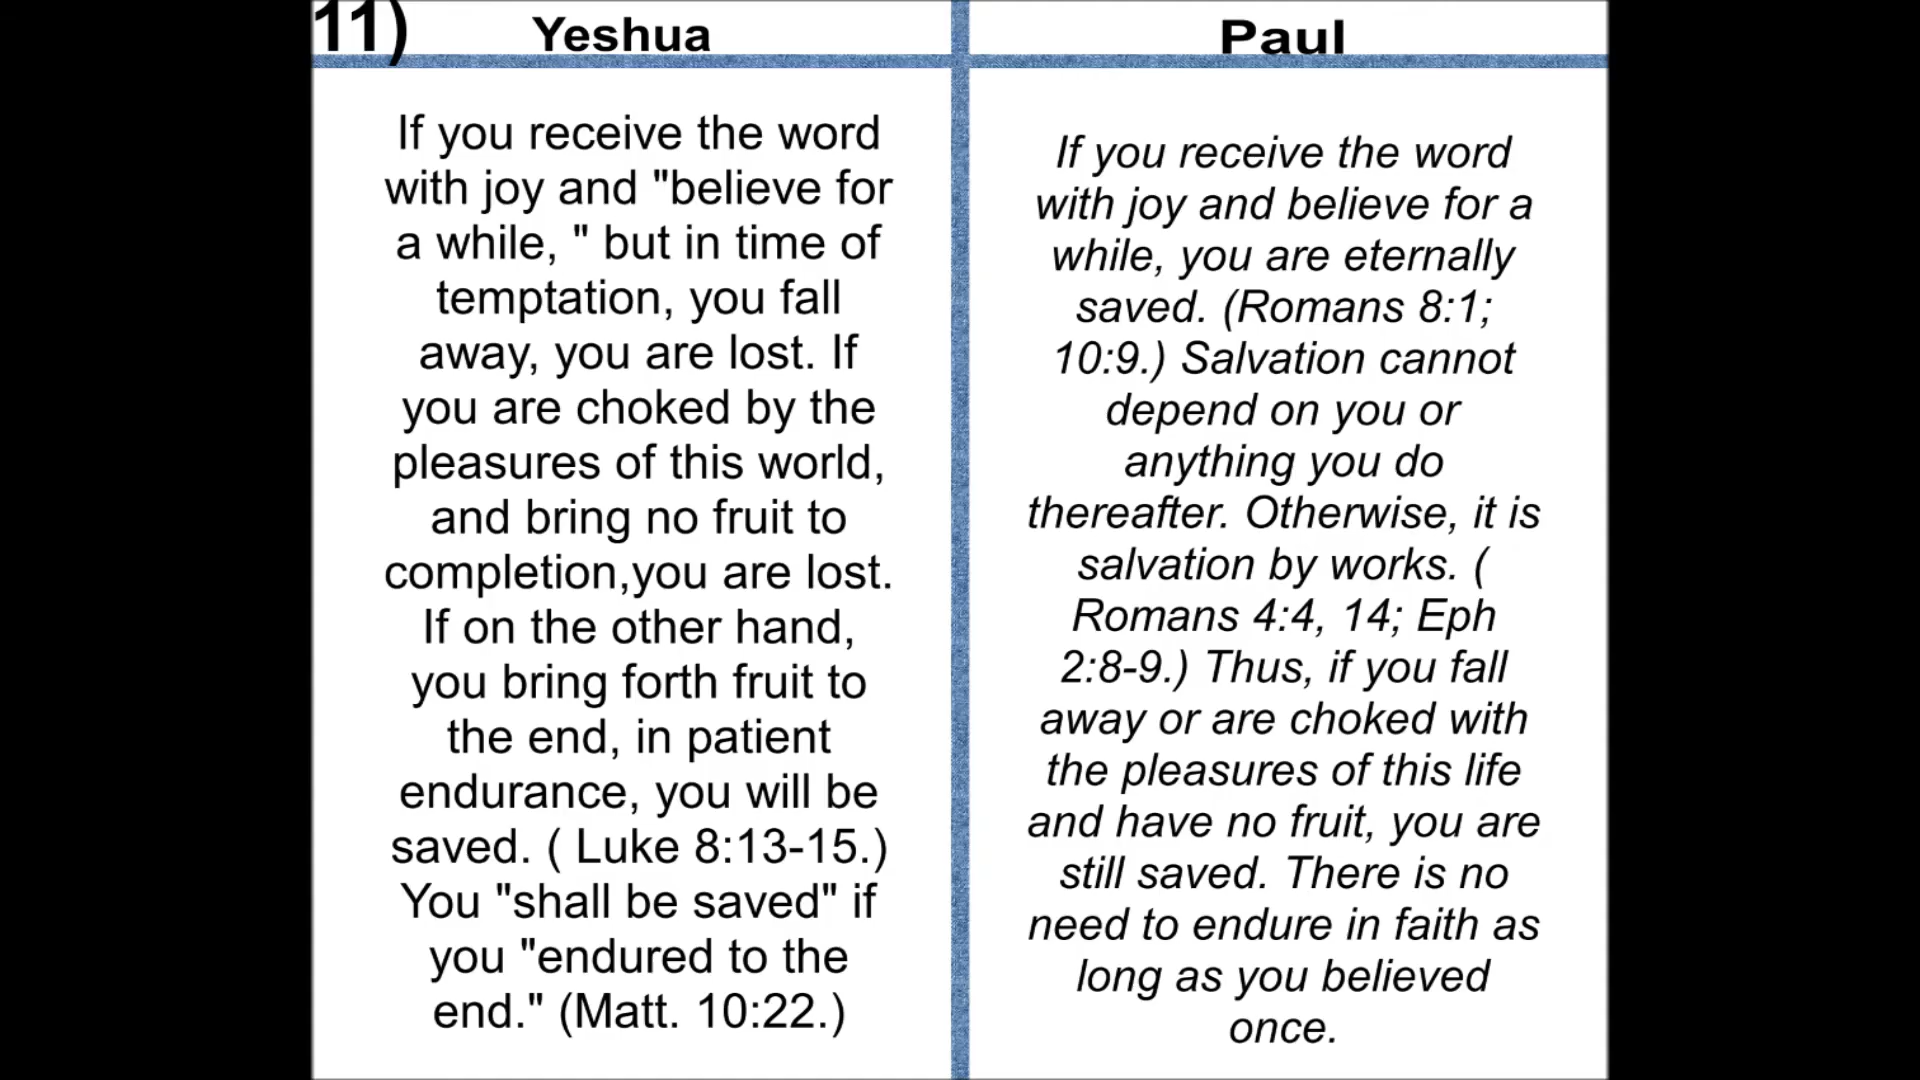 11)
Yeshua
If you receive the word
with joy and "believe for
a while, " but in time of
temptation, you fall
away, you are lost. If
you are choked by the
pleasures of this world,
and bring no fruit to
completion,you are lost.
If on the other hand,
you bring forth fruit to
the end, in patient
endurance, you will be
saved. ( Luke 8:13-15.)
You "shall be saved" if
you "endured to the
end." (Matt. 10:22.)
Paul
If you receive the word
with joy and believe for a
while, you are eternally
saved. (Romans 8:1;
10:9.) Salvation cannot
depend on you or
anything you do
thereafter. Otherwise, it is
salvation by works. (
Romans 4:4, 14; Eph
2:8-9.) Thus, if you fall
away or are choked with
the pleasures of this life
and have no fruit, you are
still saved. There is no
need to endure in faith as
long as you believed
once.